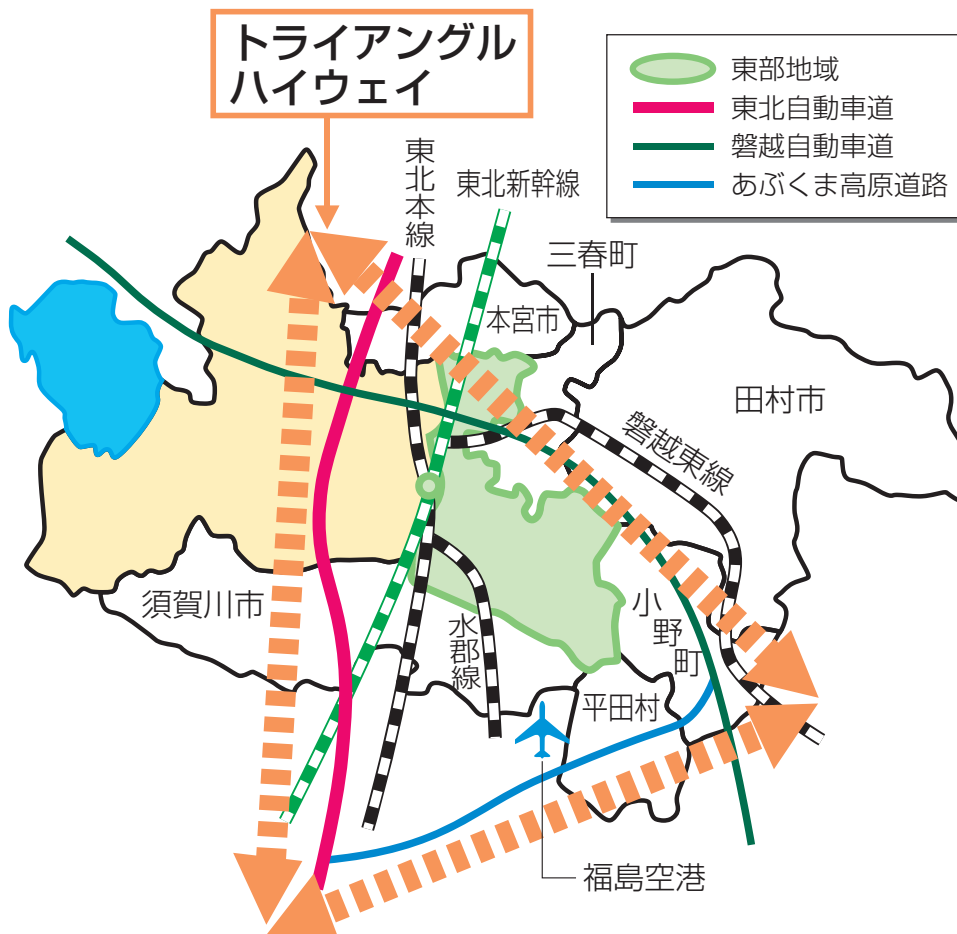 トライアングル
ハイウェイ
東部地域
東北自動車道
磐越自動車道
あぶくま高原道路
東北本線
東北新幹線
三春町
本宮市
田村市
磐越東線
須賀川市
水郡線
小野町
平田村
福島空港